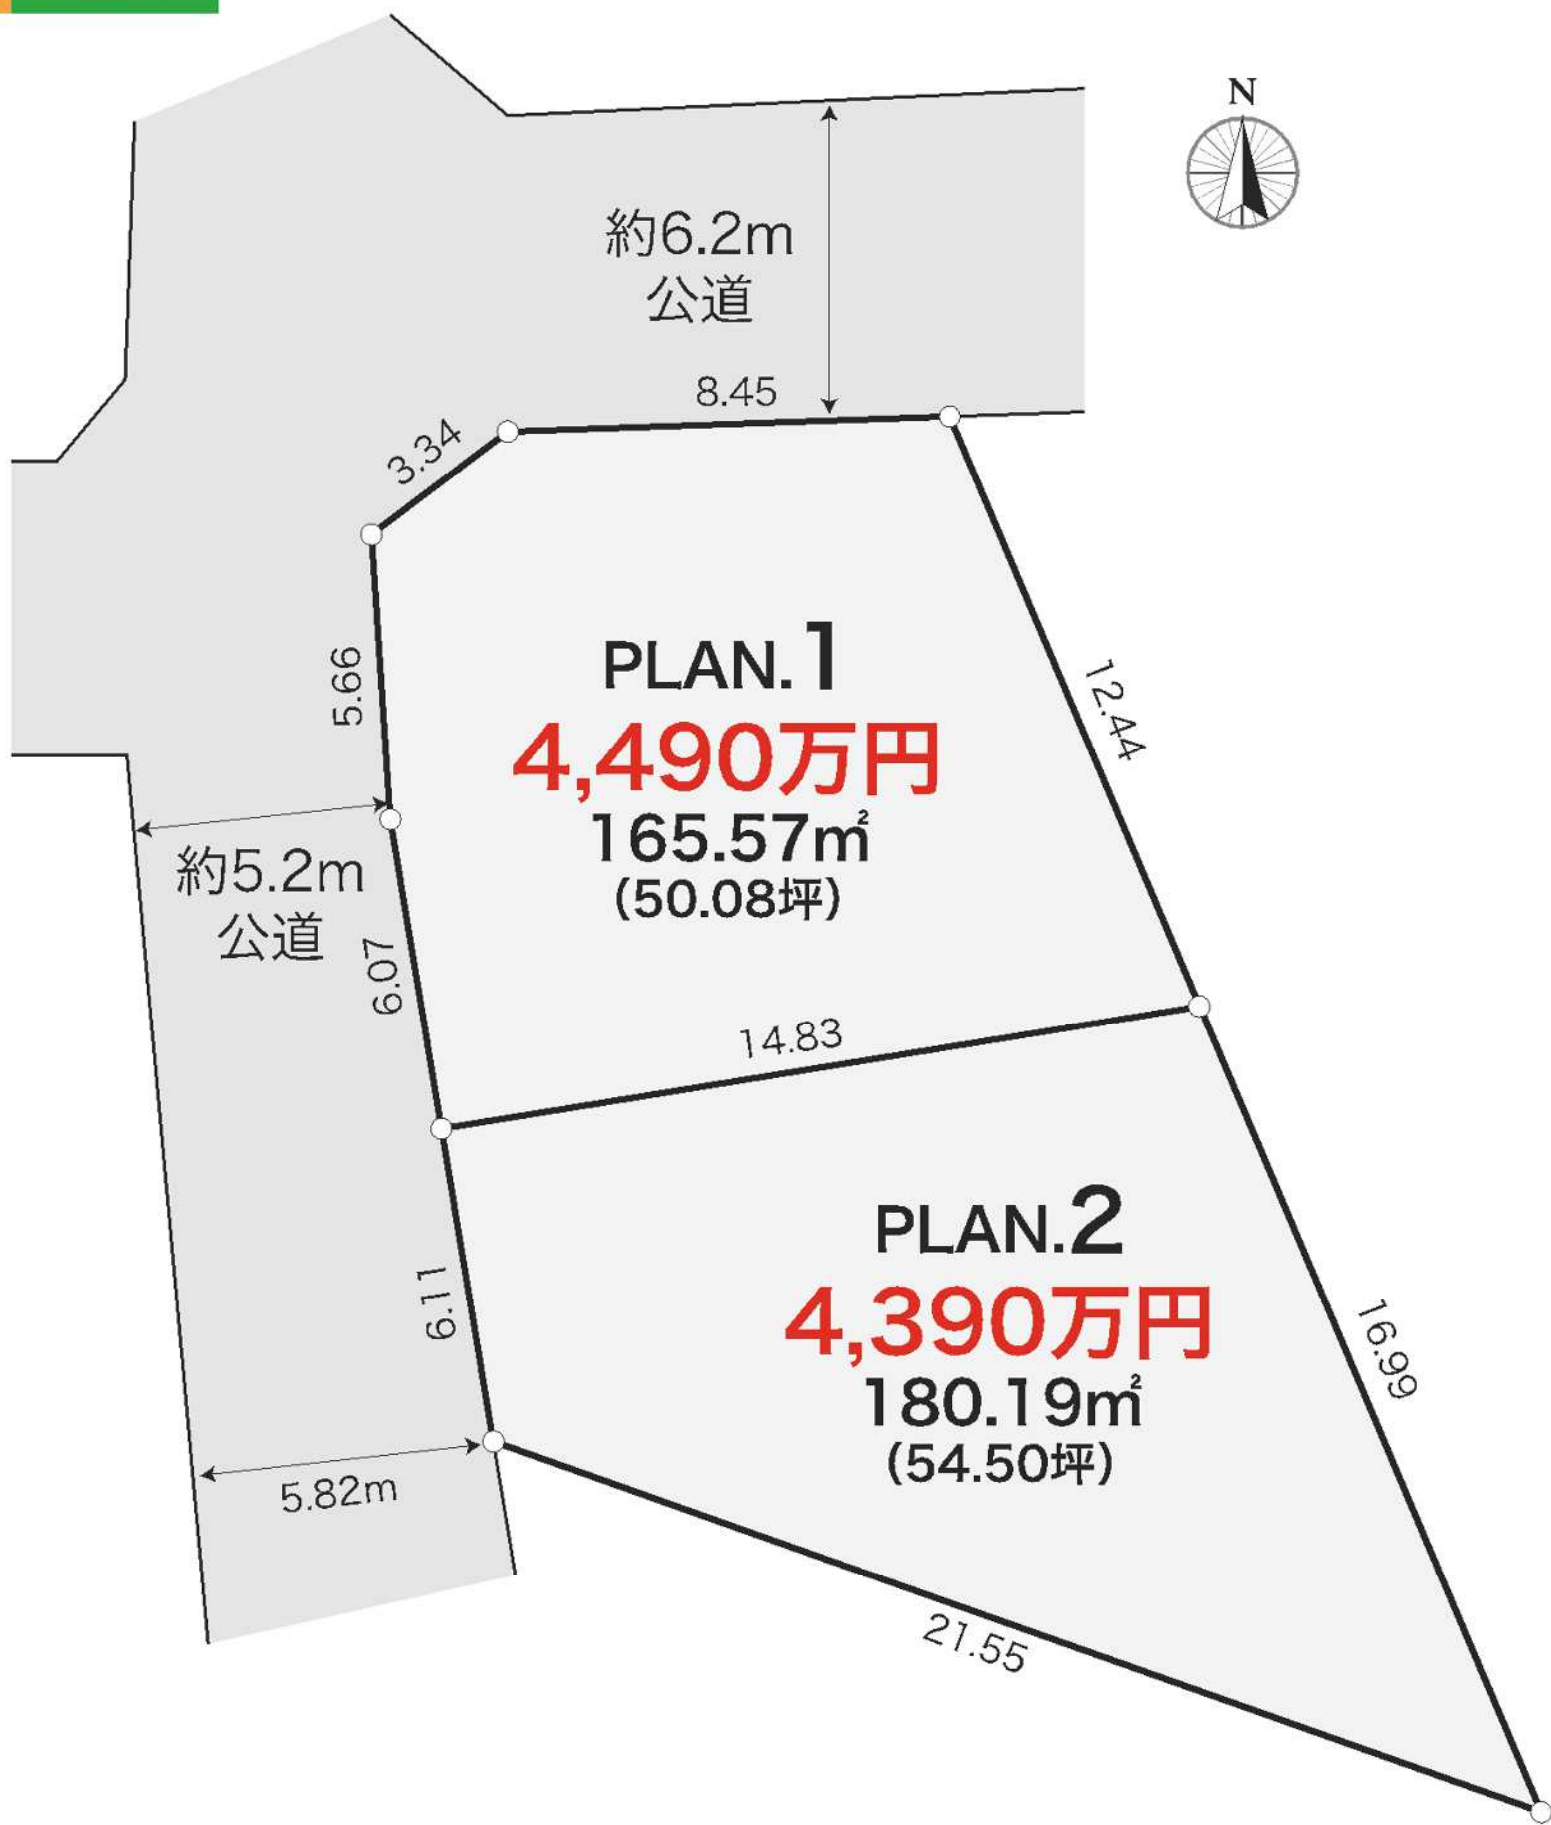 N
約6.2m
公道
8.45
3.34
5.66
PLAN.1
4,490万円
165.57㎡
(50.08坪)
12.44
約5.2m
公道
6.07
14.83
PLAN.2
4,390万円
180.19㎡
(54.50坪)
6.11
16.99
5.82m
21.55